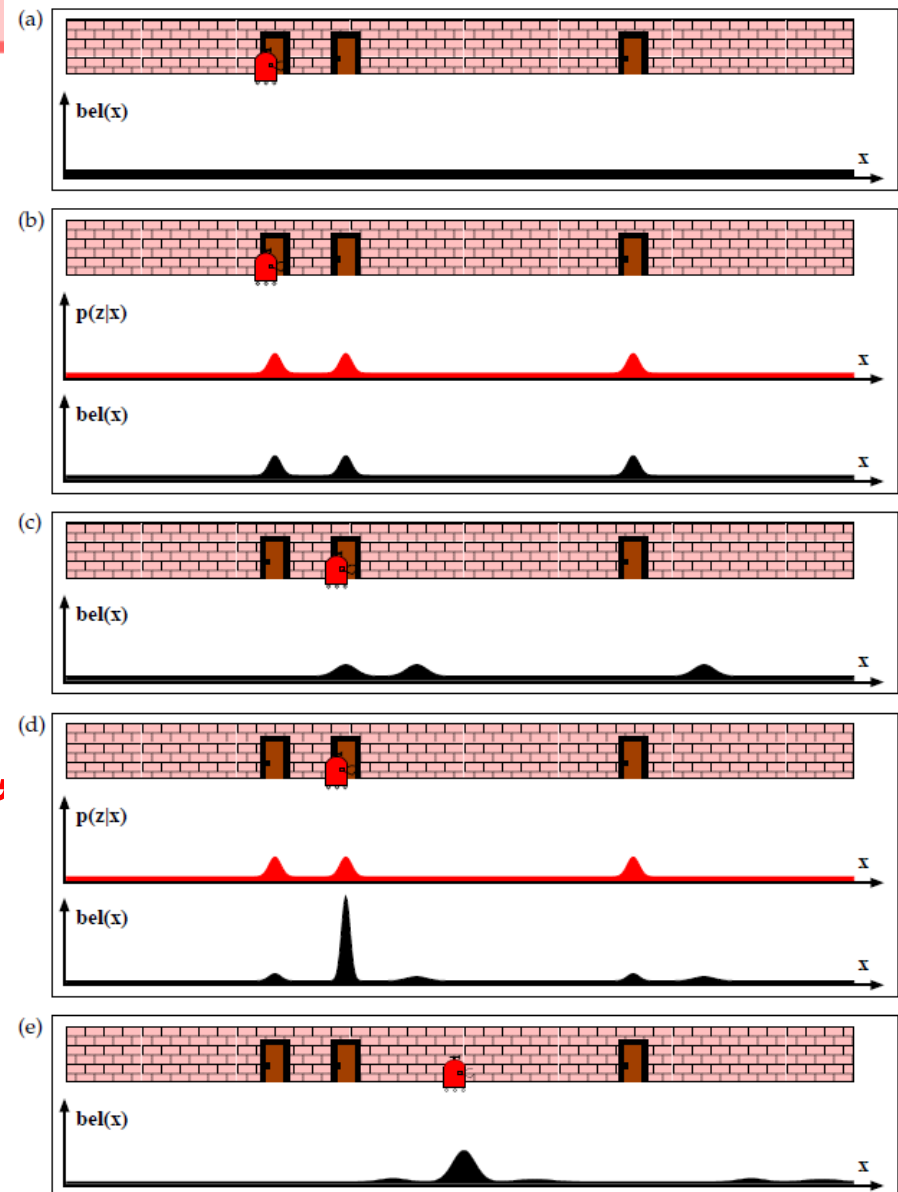 (a)
bel(x)
x
(b)
p(z|x)
x
bel(x)
x
(c)
bel(x)
x
(d)
p(z|x)
x
bel(x)
x
(e)
bel(x)
x